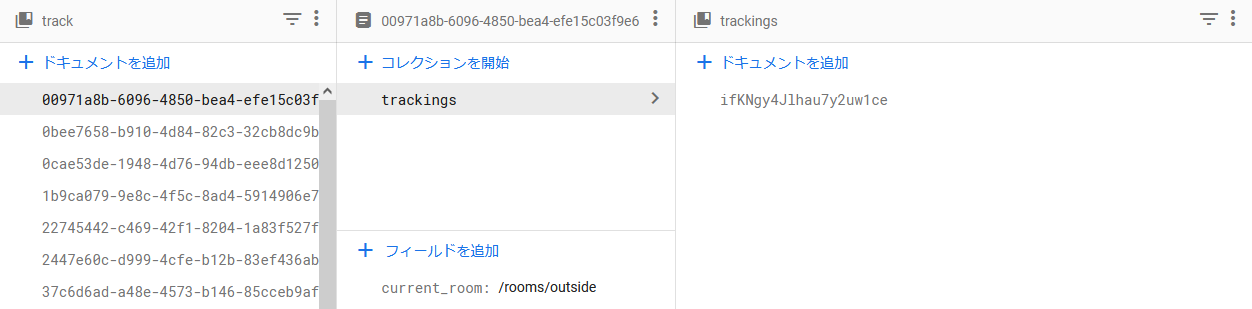 track
ドキュメントを追加
00971a8b-6096-4850-bea4-efe15c03f
0bee7658-b910-4d84-82c3-32cb8dc9b
0cae53de-1948-4d76-94db-eee8d1250
1b9ca079-9e8c-4f5c-8ad4-5914906e7
22745442-c469-42f1-8204-1a83f527f
2447e60c-d999-4cfe-b12b-83ef436ab
37c6d6ad-a48e-4573-b146-85cceb9af
00971a8b-6096-4850-bea4-efe15c03f9e6
コレクションを開始
trackings
フィールドを追加
current_room: /rooms/outside
trackings
ドキュメントを追加
ifKNgy4Jlhau7y2uw1ce